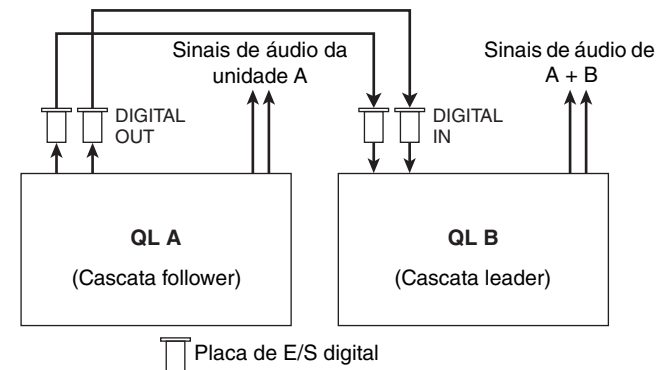 Sinais de áudio da
unidade A
Sinais de áudio de
A + B
DIGITAL
OUT
DIGITAL
IN
QL A
(Cascata follower)
QL B
(Cascata leader)
Placa de E/S digital